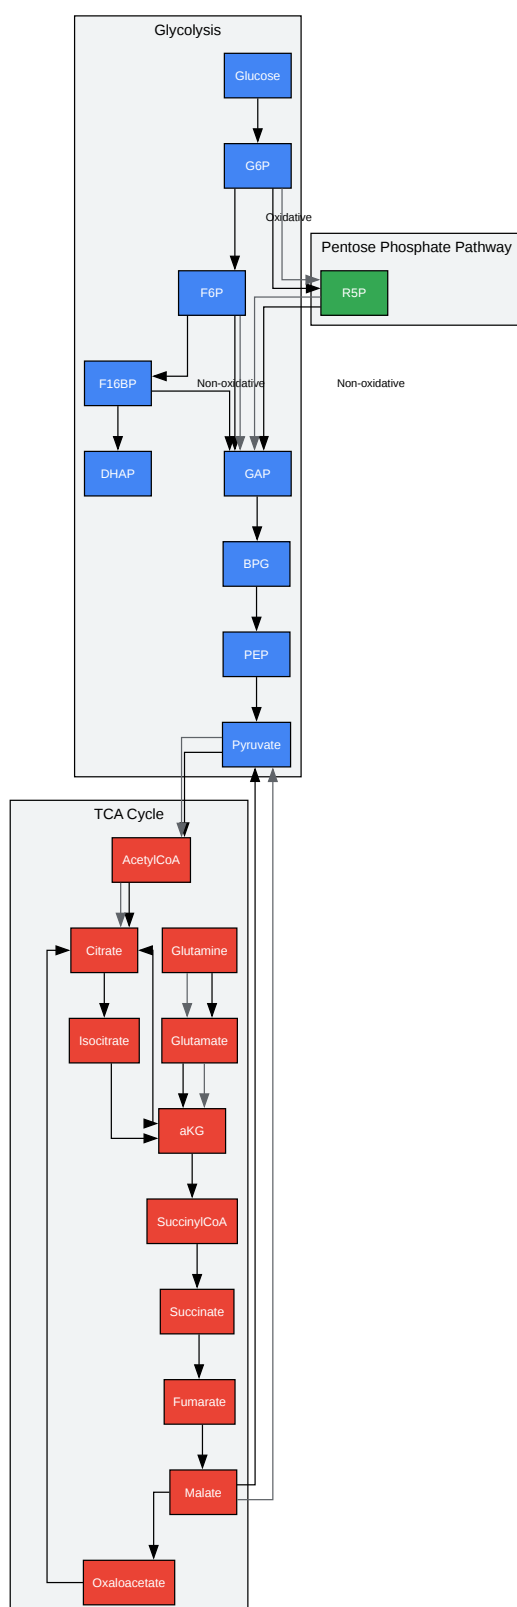 Glycolysis
Glucose
G6P
Oxidative
Pentose Phosphate Pathway
F6P
R5P
F16BP
Non-oxidative
Non-oxidative
DHAP
GAP
BPG
PEP
Pyruvate
TCA Cycle
AcetylCoA
Citrate
Glutamine
Isocitrate
Glutamate
aKG
SuccinylCoA
Succinate
Fumarate
Malate
Oxaloacetate